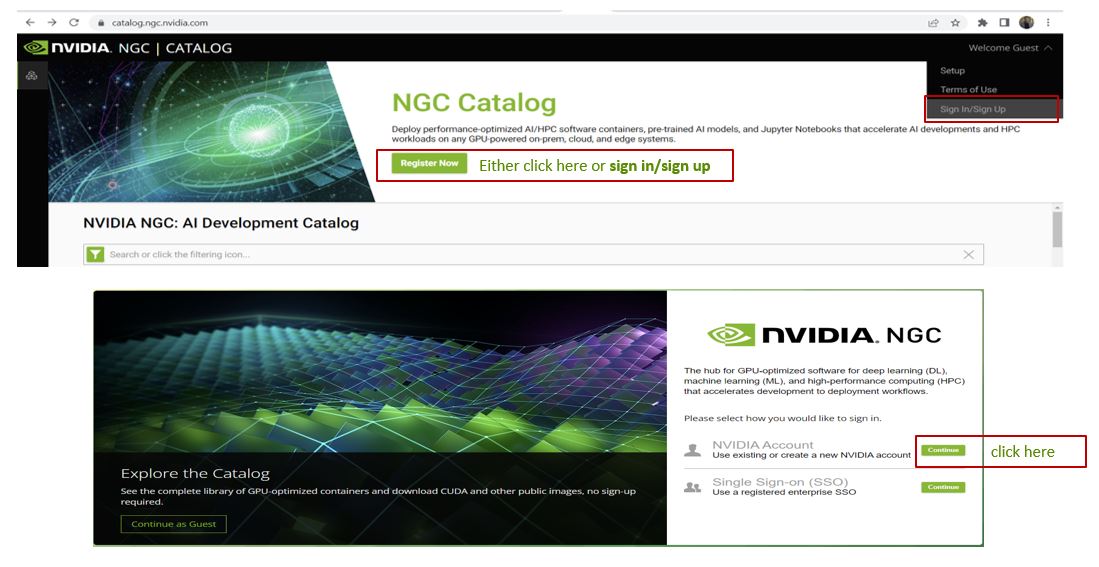 catalog.ngc.nvidia.com
NVIDIA. NGC | CATALOG
Welcome Guest
Setup
Terms of Use
Sign In/Sign Up
NGC Catalog
Deploy performance-optimized AI/HPC software containers, pre-trained AI models, and Jupyter Notebooks that accelerate AI developments and HPC
workloads on any GPU-powered on-prem, cloud, and edge systems.
Register Now
Either click here or sign in/sign up
NVIDIA NGC: AI Development Catalog
Search or click the filtering icon...
NVIDIA. NGC
The hub for GPU-optimized software for deep learning (DL),
machine learning (ML), and high-performance computing (HPC)
that accelerates development to deployment workflows.
Please select how you would like to sign in.
NVIDIA Account
Use existing or create a new NVIDIA account
Continue
click here
Single Sign-on (SSO)
Use a registered enterprise SSO
Continue
Explore the Catalog
See the complete library of GPU-optimized containers and download CUDA and other public images, no sign-up
required.
Continue as Guest